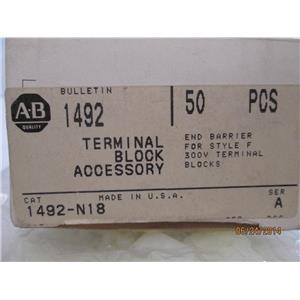 BULLETIN
1492
50 PCS
A-B
QUALITY
TERMINAL
BLOCK
ACCESSORY
END BARRIER
FOR STYLE F
300V TERMINAL
BLOCKS
MADE IN U.S.A.
CAT
1492-N18
SER
A